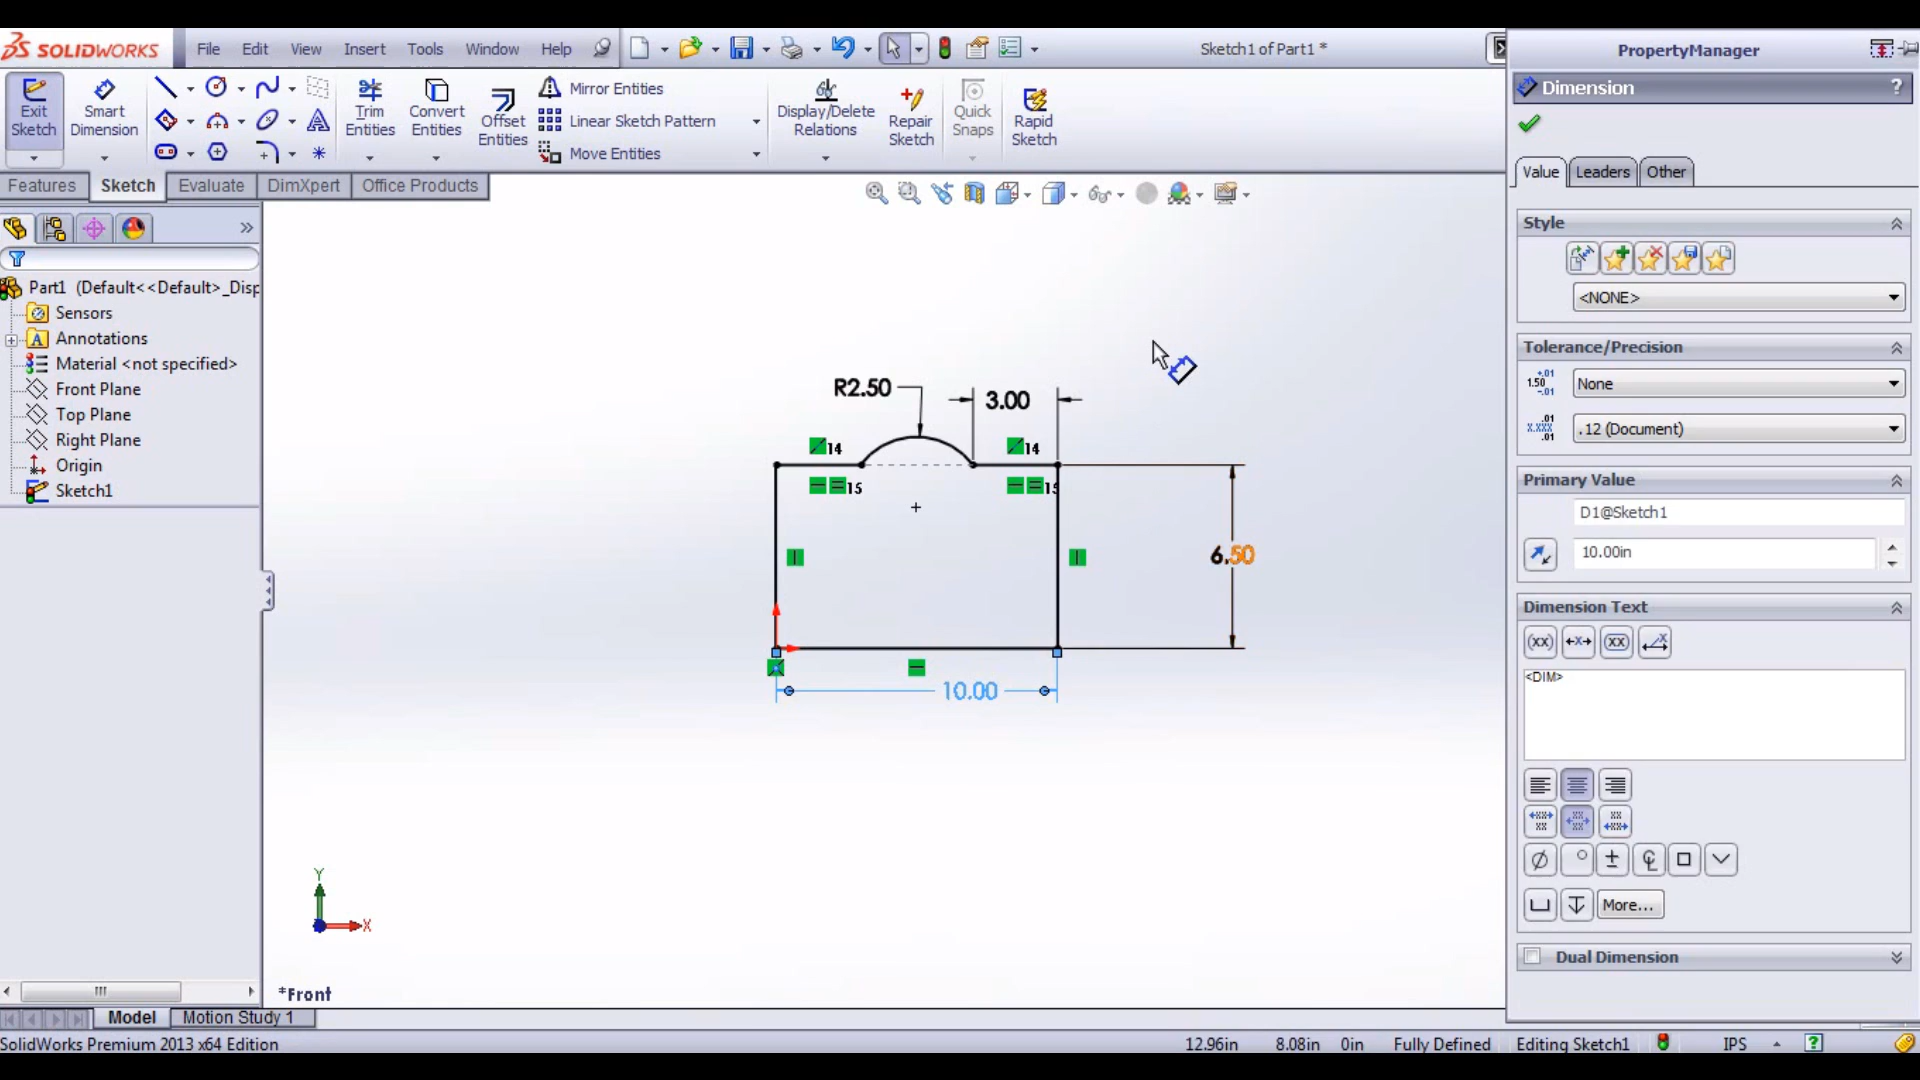 SOLIDWORKS File Edit View Insert Tools Window Help Sketch1 of Part1 *
PropertyManager
Dimension ?
Exit Sketch
Smart Dimension
Trim Entities
Convert Entities
Offset Entities
Mirror Entities
Linear Sketch Pattern
Move Entities
Display/Delete Relations
Repair Sketch
Quick Snaps
Rapid Sketch
Features Sketch Evaluate DimXpert Office Products
Value Leaders Other
Part1 (Default<<Default>_Disp
Sensors
Annotations
Material <not specified>
Front Plane
Top Plane
Right Plane
Origin
Sketch1
R2.50
3.00
14
14
15
15
6.50
10.00
Y
X
*Front
Style
<NONE>
Tolerance/Precision
None
.12 (Document)
Primary Value
D1@Sketch1
10.00in
Dimension Text
<DIM>
More...
Dual Dimension
Model Motion Study 1
SolidWorks Premium 2013 x64 Edition 12.96in 8.08in 0in Fully Defined Editing Sketch1 IPS